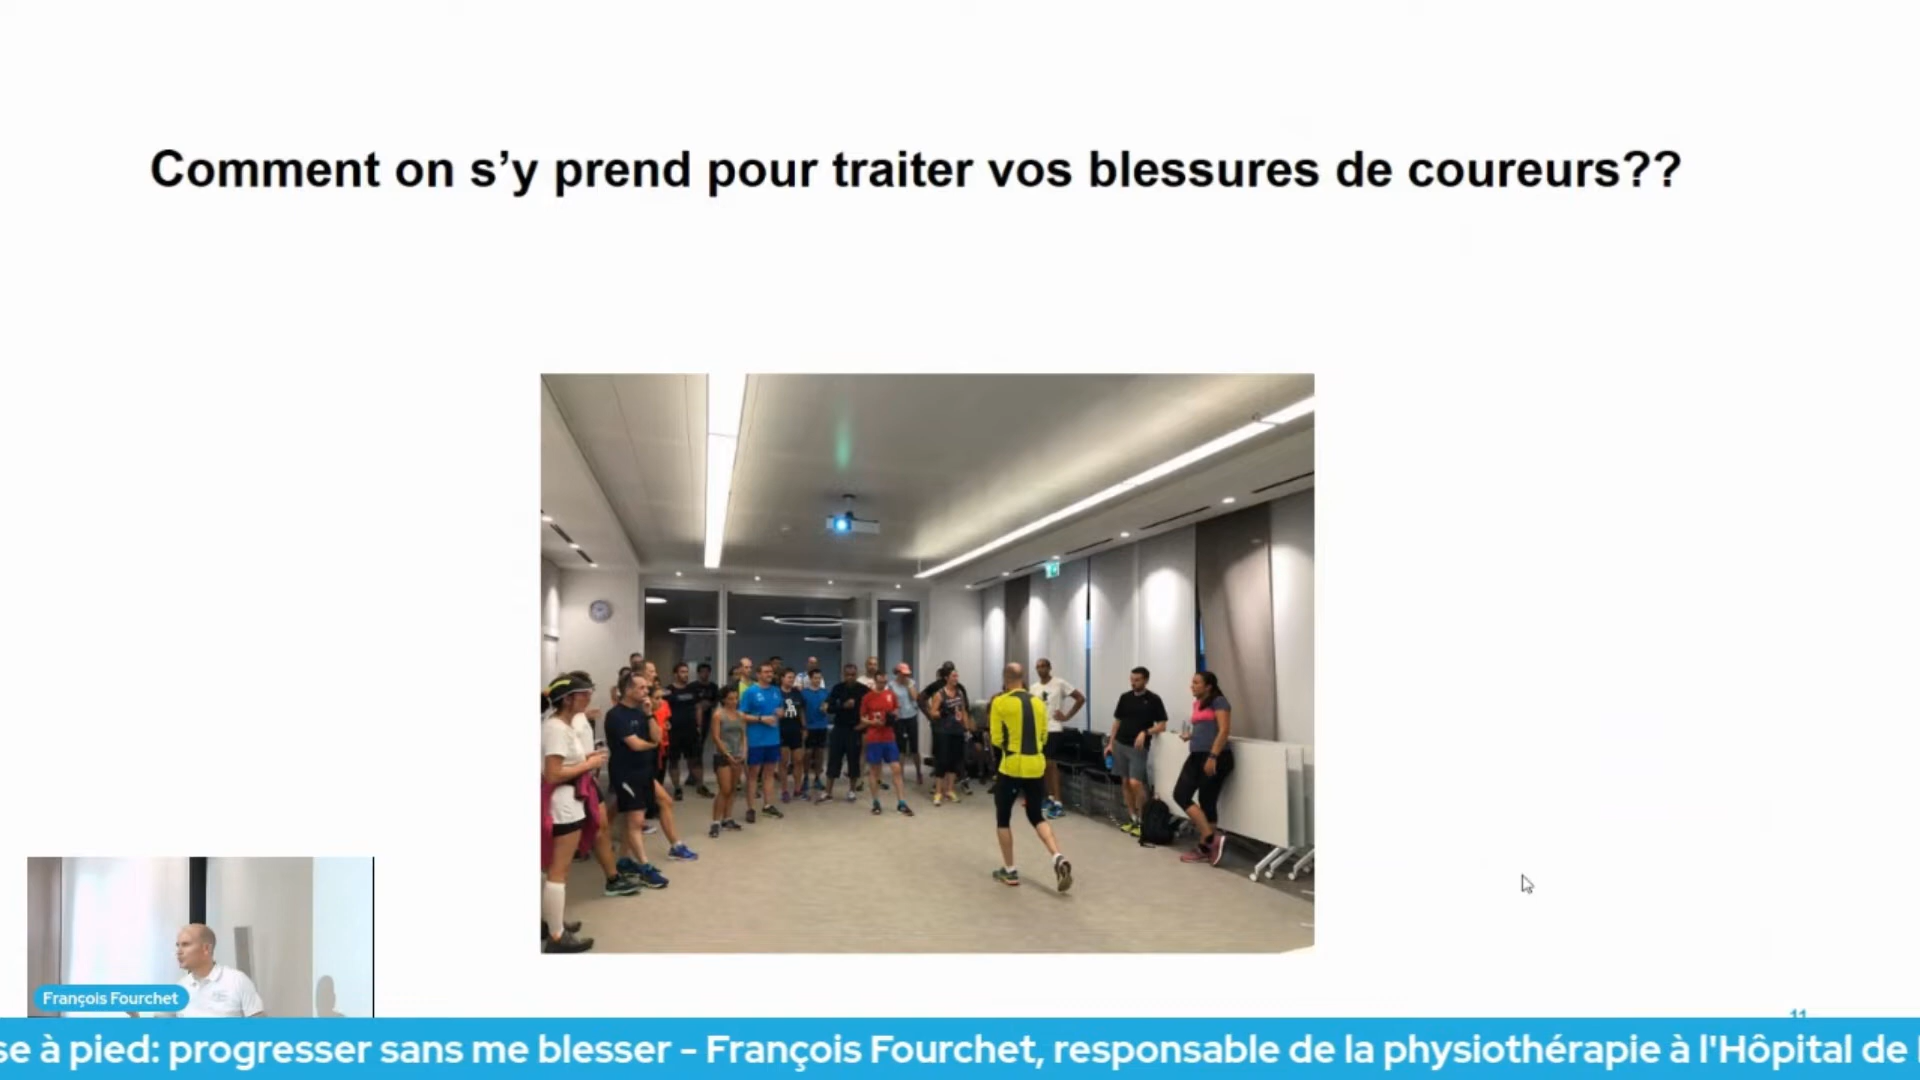 Comment on s’y prend pour traiter vos blessures de coureurs??
François Fourchet
11
se à pied: progresser sans me blesser - François Fourchet, responsable de la physiothérapie à l'Hôpital de